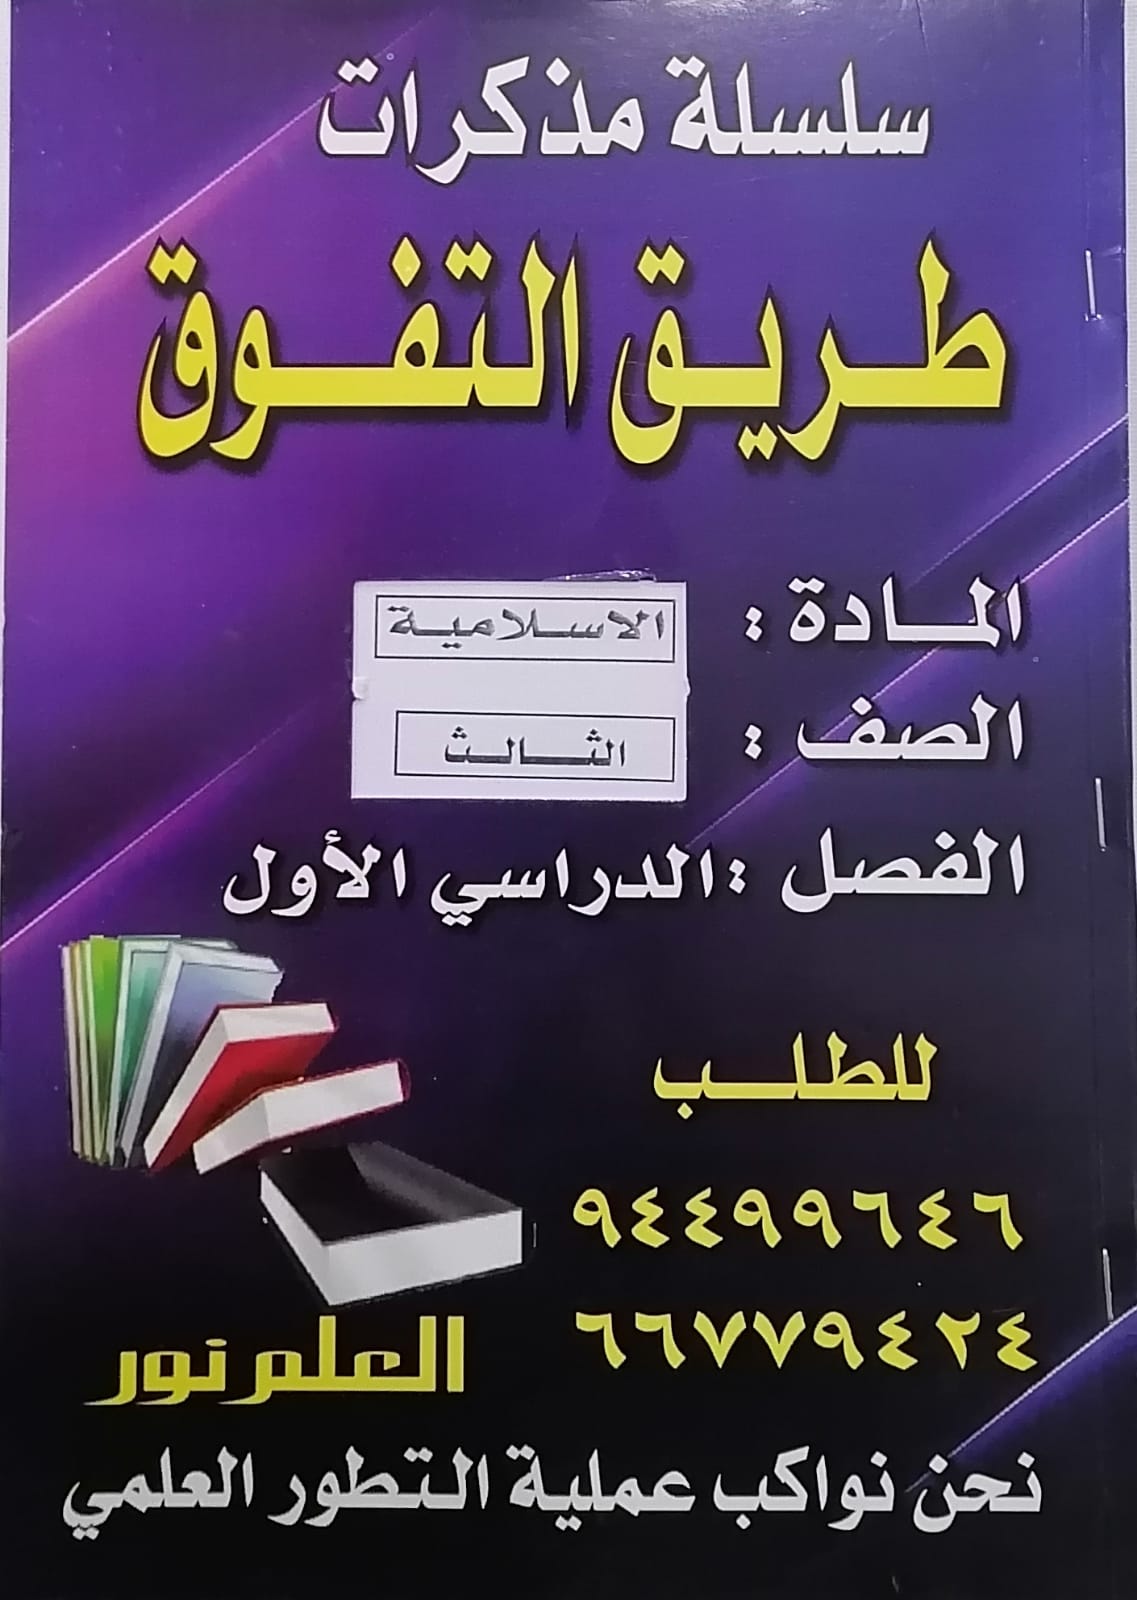 سلسلة مذكرات
طريق التفوق
المادة : الاسلامية
الصف : الثالث
الفصل : الدراسي الأول
للطلب
٩٤٤٩٩٦٤٦
٦٦٧٧٩٤٢٤
العلم نور
نحن نواكب عملية التطور العلمي